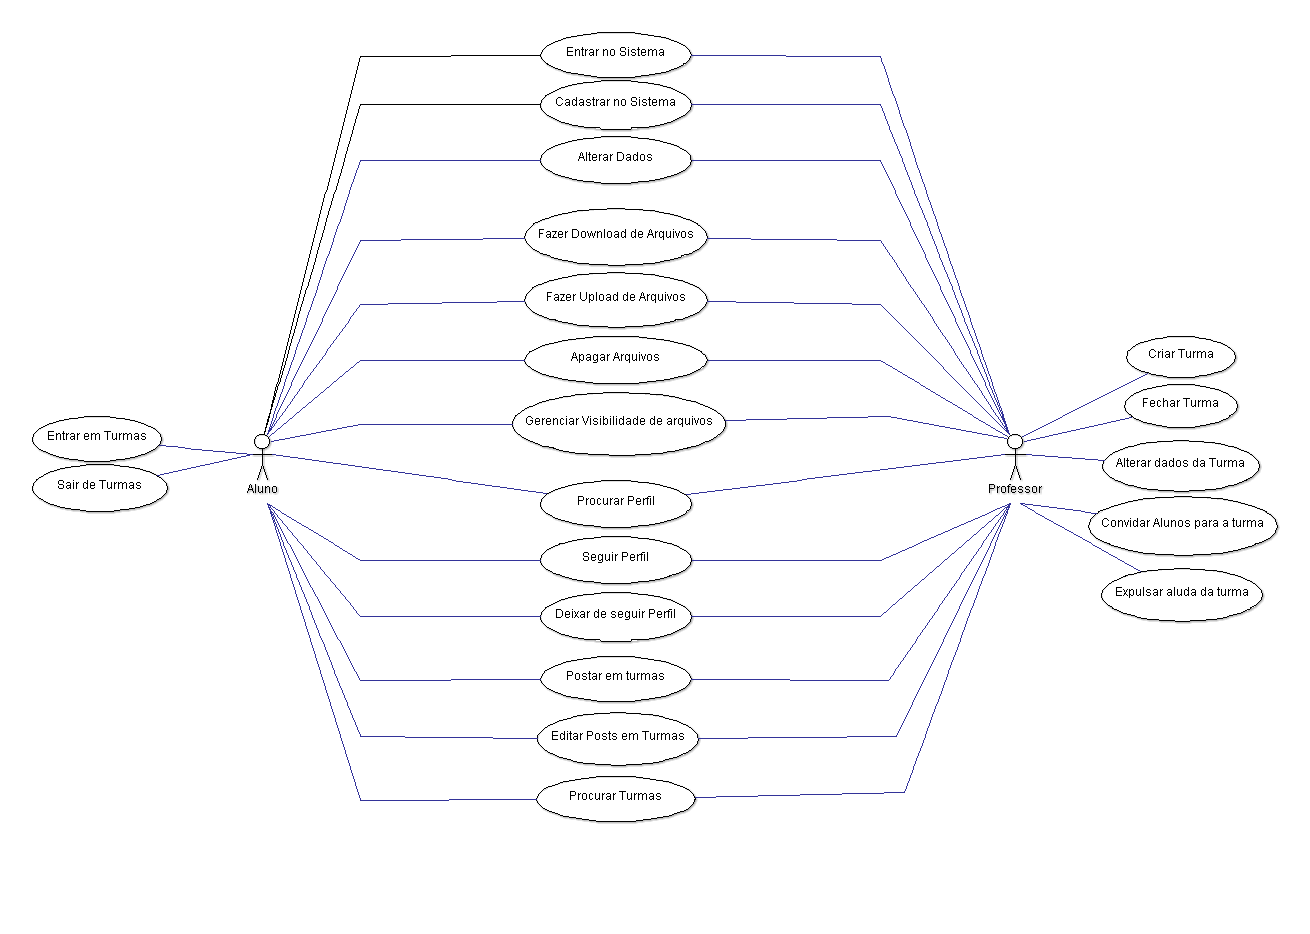 Entrar no Sistema
Cadastrar no Sistema
Alterar Dados
Fazer Download de Arquivos
Fazer Upload de Arquivos
Apagar Arquivos
Gerenciar Visibilidade de arquivos
Procurar Perfil
Seguir Perfil
Deixar de seguir Perfil
Postar em turmas
Editar Posts em Turmas
Procurar Turmas
Entrar em Turmas
Sair de Turmas
Aluno
Professor
Criar Turma
Fechar Turma
Alterar dados da Turma
Convidar Alunos para a turma
Expulsar aluda da turma